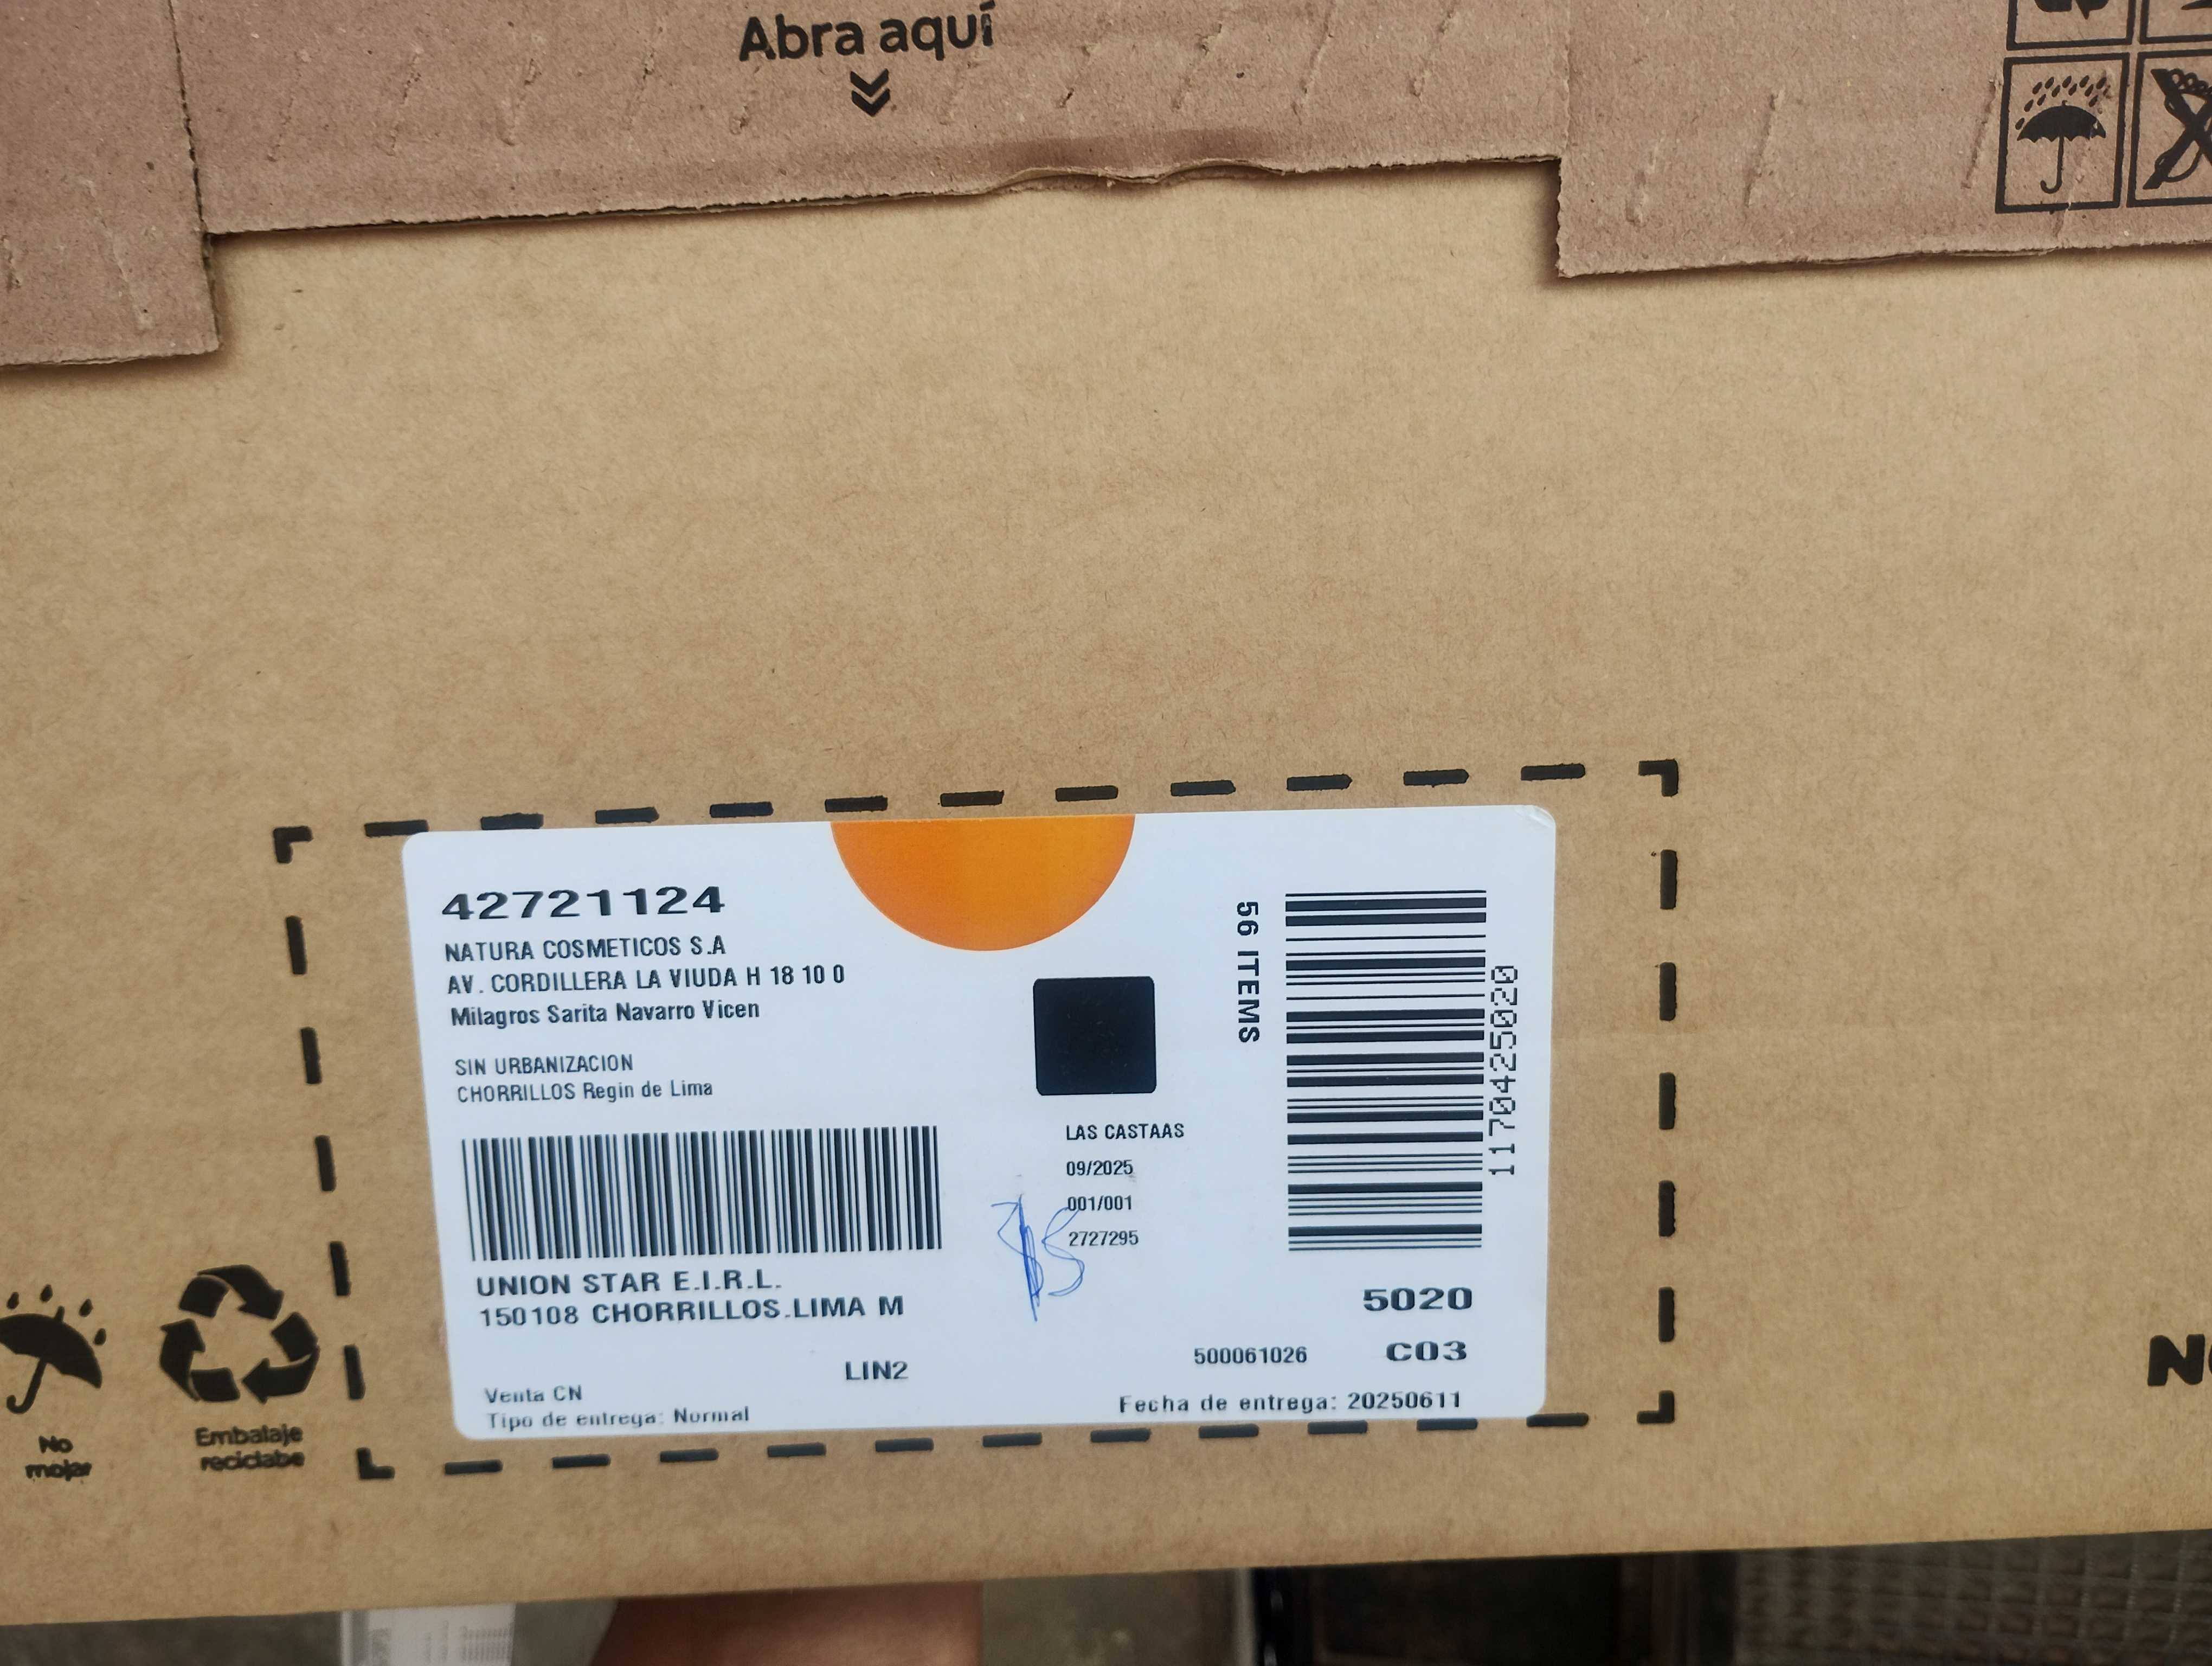 Abra aquí
42721124
NATURA COSMETICOS S.A
AV. CORDILLERA LA VIUDA H 18 10 0
Milagros Sarita Navarro Vicen
SIN URBANIZACION
CHORRILLOS Regin de Lima
56 ITEMS
1170425020
LAS CASTAAS
09/2025
001/001
2727295
UNION STAR E.I.R.L.
150108 CHORRILLOS.LIMA M
5020
LIN2
500061026
C03
Venta CN
Tipo de entrega: Normal
Fecha de entrega: 20250611
No
mojar
Embalaje
reciclabe